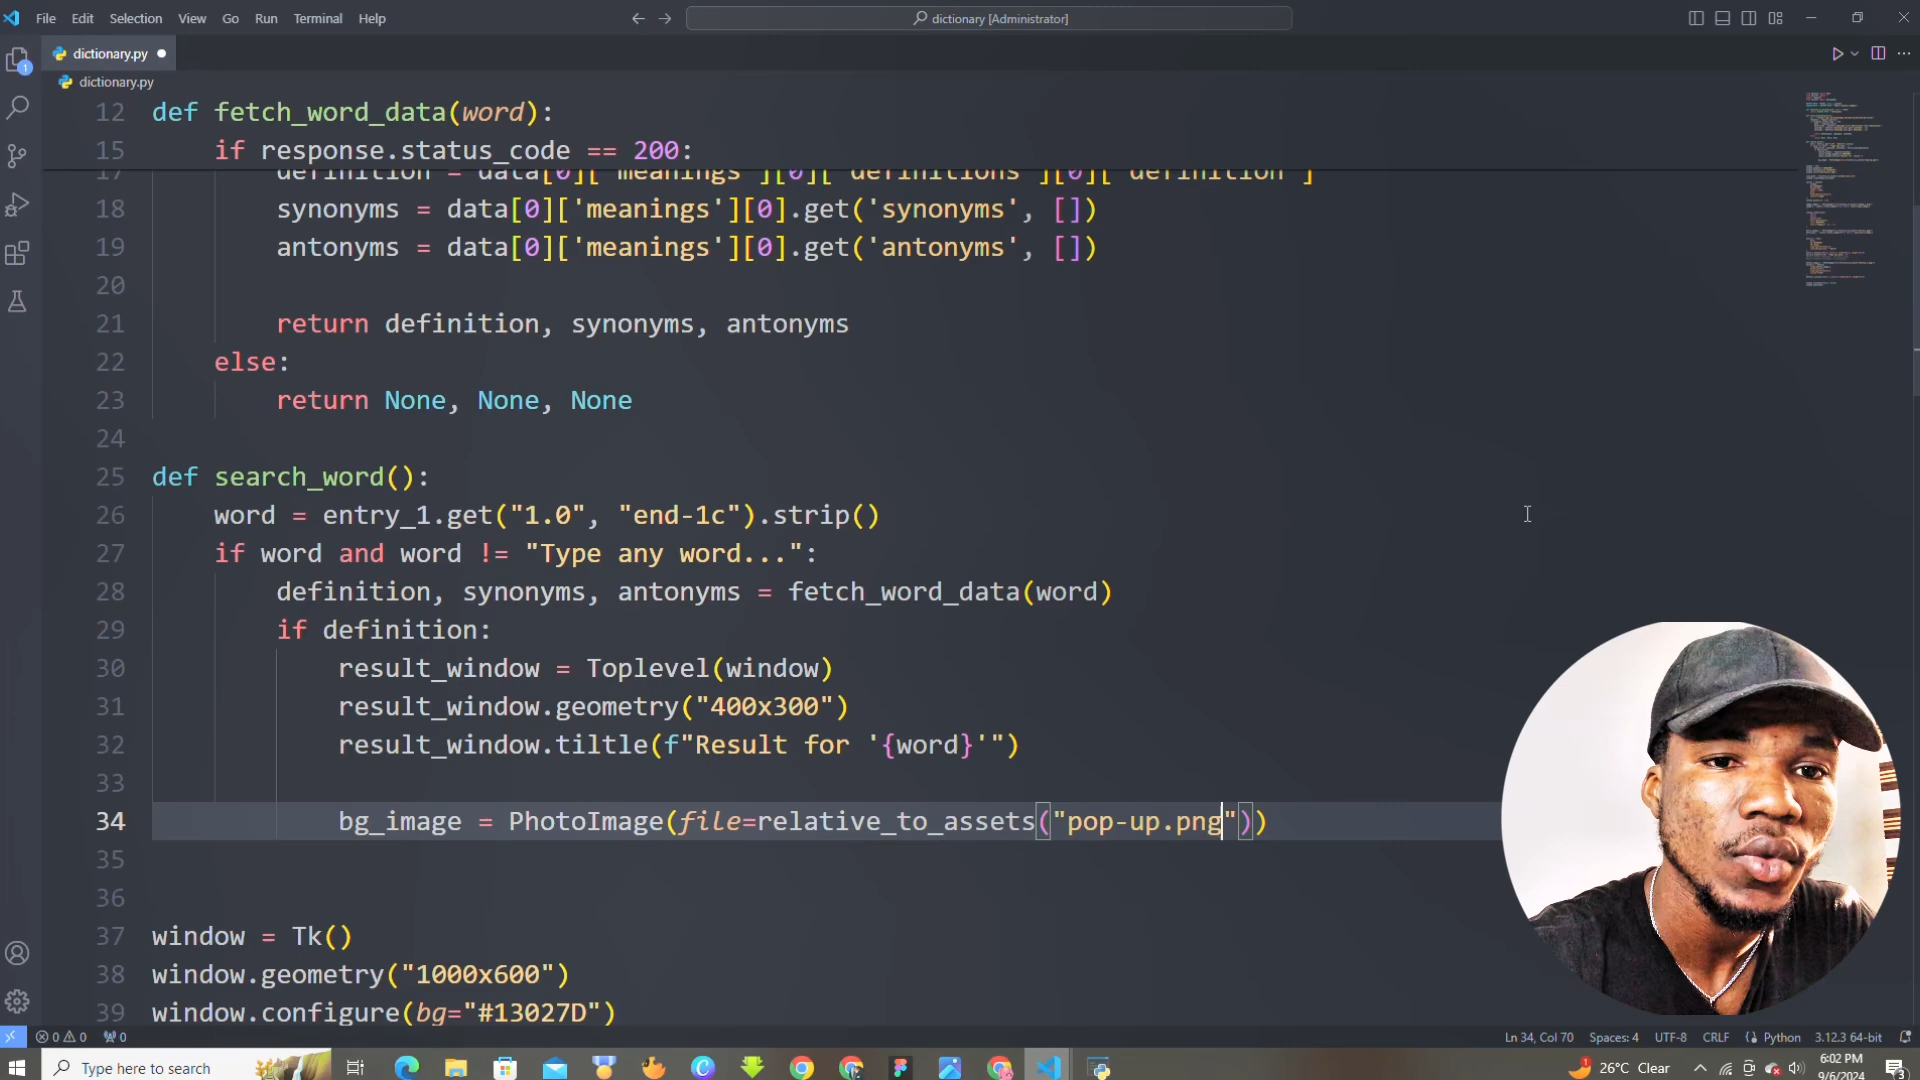 File Edit Selection View Go Run Terminal Help
dictionary [Administrator]
dictionary.py
dictionary.py
12 def fetch_word_data(word):
15 if response.status_code == 200:
17 definition = data[0]['meanings'][0]['definitions'][0]['definition']
18 synonyms = data[0]['meanings'][0].get('synonyms', [])
19 antonyms = data[0]['meanings'][0].get('antonyms', [])
20
21 return definition, synonyms, antonyms
22 else:
23 return None, None, None
24
25 def search_word():
26 word = entry_1.get("1.0", "end-1c").strip()
27 if word and word != "Type any word...":
28 definition, synonyms, antonyms = fetch_word_data(word)
29 if definition:
30 result_window = Toplevel(window)
31 result_window.geometry("400x300")
32 result_window.tiltle(f"Result for '{word}'")
33
34 bg_image = PhotoImage(file=relative_to_assets("pop-up.png"))
35
36
37 window = Tk()
38 window.geometry("1000x600")
39 window.configure(bg="#13027D")
0 0 0 Ln 34, Col 70 Spaces: 4 UTF-8 CRLF Python 3.12.3 64-bit
Type here to search
26°C Clear
6:02 PM
9/6/2024
3
1